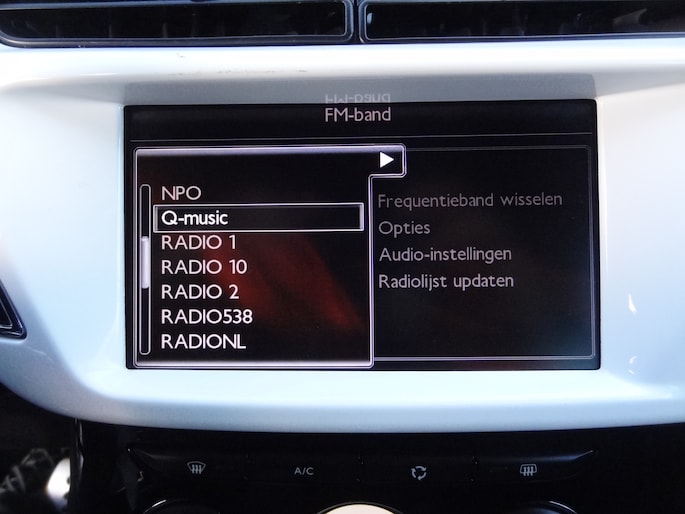 FM-band
NPO
Q-music
RADIO 1
RADIO 10
RADIO 2
RADIO538
RADIONL
Frequentieband wisselen
Opties
Audio-instellingen
Radiolijst updaten
A/C